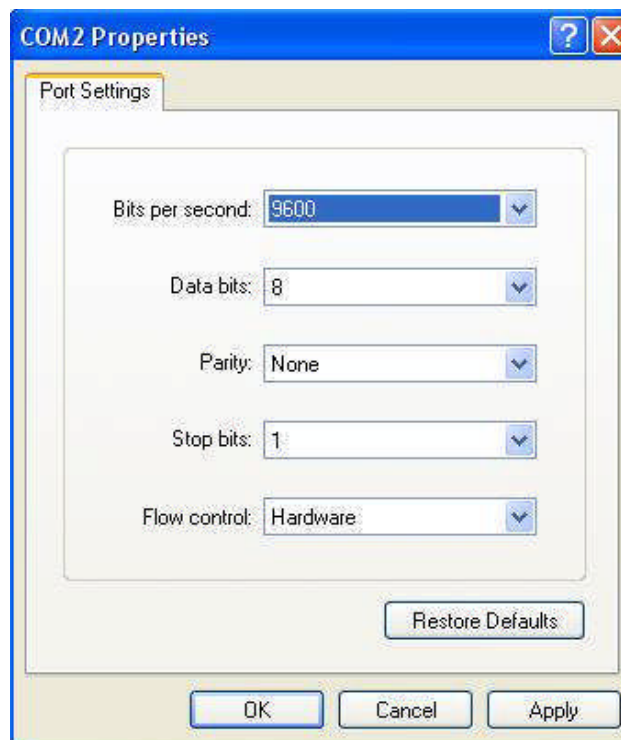 COM2 Properties
Port Settings
Bits per second: 9600
Data bits: 8
Parity: None
Stop bits: 1
Flow control: Hardware
Restore Defaults
OK Cancel Apply